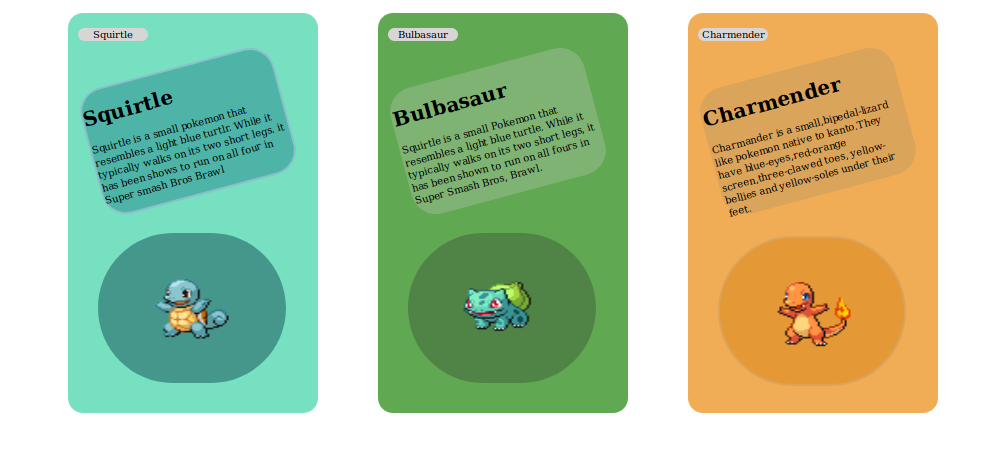 Squirtle
Squirtle
Squirtle is a small pokemon that
resembles a light blue turtlr. While it
typically walks on its two short legs, it
has been shows to run on all four in
Super smash Bros Brawl
Bulbasaur
Bulbasaur
Squirtle is a small Pokemon that
resembles a light blue turtle. While it
typically walks on its two short legs, it
has been shown to run on all fours in
Super Smash Bros, Brawl.
Charmender
Charmender
Charmander is a small,bipedal-lizard
like pokemon native to kanto.They
have blue-eyes,red-orange
screen,three-clawed toes, yellow-
bellies and yellow-soles under their
feet.